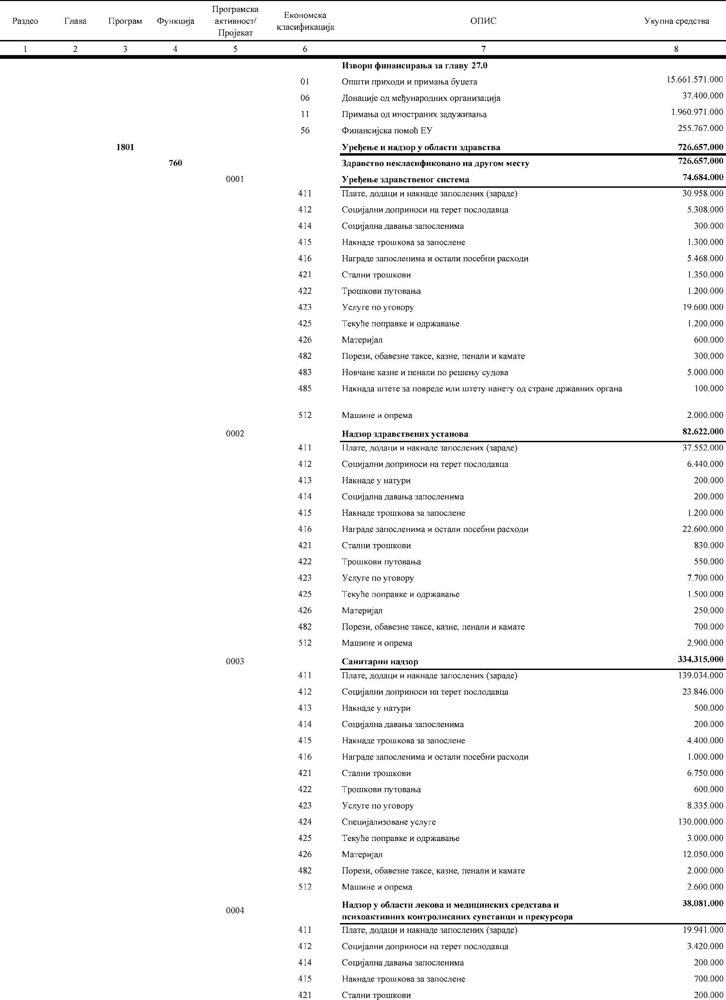 Раздео Глава Програм Функција Програмска активност/ Пројекат Економска класификација ОПИС Укупна средства
1 2 3 4 5 6 7 8
Извори финансирања за главу 27.0
01 Општи приходи и примања буџета 15.661.571.000
06 Донације од међународних организација 37.400.000
11 Примања од иностраних задуживања 1.960.971.000
56 Финансијска помоћ ЕУ 255.767.000
1801 Уређење и надзор у области здравства 726.657.000
760 Здравство некласификовано на другом месту 726.657.000
0001 Уређење здравственог система 74.684.000
411 Плате, додаци и накнаде запослених (зараде) 30.958.000
412 Социјални доприноси на терет послодавца 5.308.000
414 Социјална давања запосленима 300.000
415 Накнаде трошкова за запослене 1.300.000
416 Награде запосленима и остали посебни расходи 5.468.000
421 Стални трошкови 1.350.000
422 Трошкови путовања 1.200.000
423 Услуге по уговору 19.600.000
425 Текуће поправке и одржавање 1.200.000
426 Материјал 600.000
482 Порези, обавезне таксе, казне, пенали и камате 300.000
483 Новчане казне и пенали по решењу судова 5.000.000
485 Накнада штете за повреде или штету нанету од стране државних органа 100.000
512 Машине и опрема 2.000.000
0002 Надзор здравствених установа 82.622.000
411 Плате, додаци и накнаде запослених (зараде) 37.552.000
412 Социјални доприноси на терет послодавца 6.440.000
413 Накнаде у натури 200.000
414 Социјална давања запосленима 200.000
415 Накнаде трошкова за запослене 1.200.000
416 Награде запосленима и остали посебни расходи 22.600.000
421 Стални трошкови 830.000
422 Трошкови путовања 550.000
423 Услуге по уговору 7.700.000
425 Текуће поправке и одржавање 1.500.000
426 Материјал 250.000
482 Порези, обавезне таксе, казне, пенали и камате 700.000
512 Машине и опрема 2.900.000
0003 Санитарни надзор 334.315.000
411 Плате, додаци и накнаде запослених (зараде) 139.034.000
412 Социјални доприноси на терет послодавца 23.846.000
413 Накнаде у натури 500.000
414 Социјална давања запосленима 200.000
415 Накнаде трошкова за запослене 4.400.000
416 Награде запосленима и остали посебни расходи 1.000.000
421 Стални трошкови 6.750.000
422 Трошкови путовања 600.000
423 Услуге по уговору 8.335.000
424 Специјализоване услуге 130.000.000
425 Текуће поправке и одржавање 3.000.000
426 Материјал 12.050.000
482 Порези, обавезне таксе, казне, пенали и камате 2.000.000
512 Машине и опрема 2.600.000
0004 Надзор у области лекова и медицинских средстава и 38.081.000
психоактивних контролисаних супстанци и прекурсора
411 Плате, додаци и накнаде запослених (зараде) 19.941.000
412 Социјални доприноси на терет послодавца 3.420.000
414 Социјална давања запосленима 200.000
415 Накнаде трошкова за запослене 700.000
421 Стални трошкови 200.000